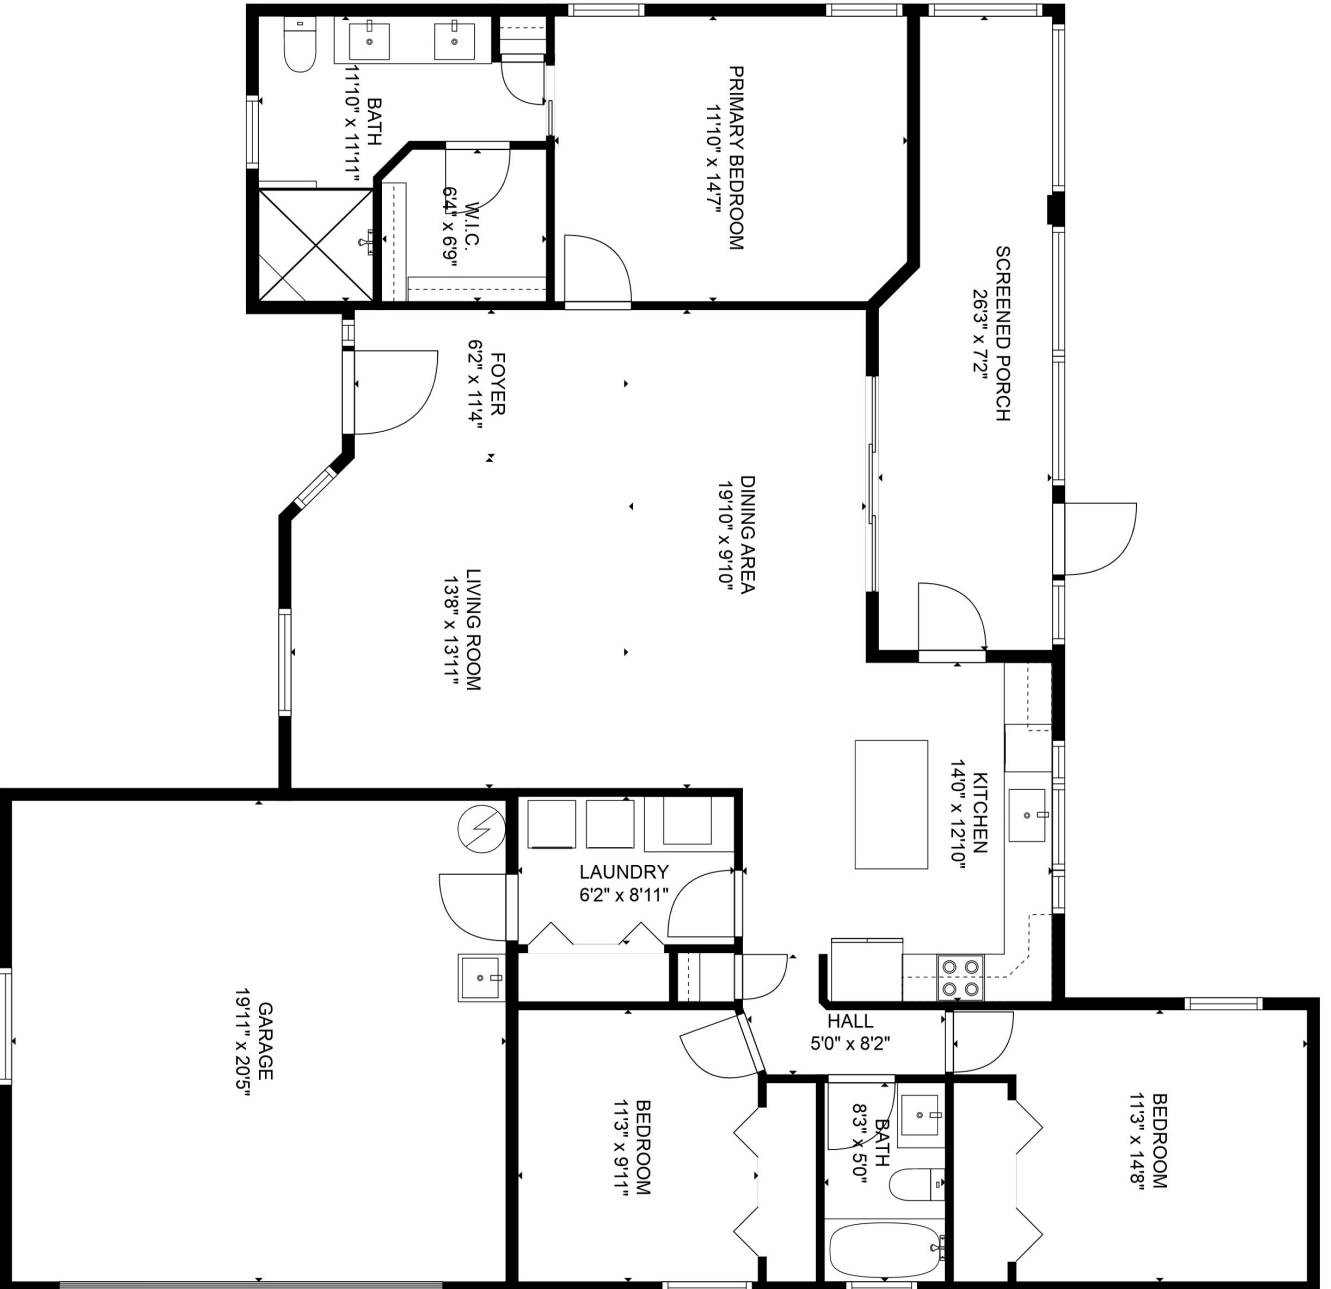 BATH
11'10" x 11'11"
W.I.C.
6'4" x 6'9"
PRIMARY BEDROOM
11'10" x 14'7"
SCREENED PORCH
26'3" x 7'2"
FOYER
6'2" x 11'4"
DINING AREA
19'10" x 9'10"
LIVING ROOM
13'8" x 13'11"
KITCHEN
14'0" x 12'10"
LAUNDRY
6'2" x 8'11"
GARAGE
19'11" x 20'5"
HALL
5'0" x 8'2"
BEDROOM
11'3" x 9'11"
BATH
8'3" x 5'0"
BEDROOM
11'3" x 14'8"